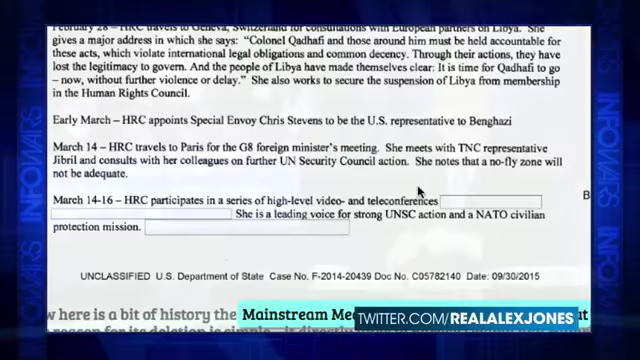 February 28 – HRC travels to Geneva, Switzerland for consultations with European partners on Libya. She
gives a major address in which she says: "Colonel Qadhafi and those around him must be held accountable for
these acts, which violate international legal obligations and common decency. Through their actions, they have
lost the legitimacy to govern. And the people of Libya have made themselves clear: It is time for Qadhafi to go
– now, without further violence or delay." She also works to secure the suspension of Libya from membership
in the Human Rights Council.
Early March – HRC appoints Special Envoy Chris Stevens to be the U.S. representative to Benghazi
March 14 – HRC travels to Paris for the G8 foreign minister's meeting. She meets with TNC representative
Jibril and consults with her colleagues on further UN Security Council action. She notes that a no-fly zone will
not be adequate.
March 14-16 – HRC participates in a series of high-level video- and teleconferences
B
She is a leading voice for strong UNSC action and a NATO civilian
protection mission.
UNCLASSIFIED U.S. Department of State Case No. F-2014-20439 Doc No. C05782140 Date: 09/30/2015
w here is a bit of history the Mainstream
TWITTER.COM/REALALEXJONES
INFOWARS
INFOWARS